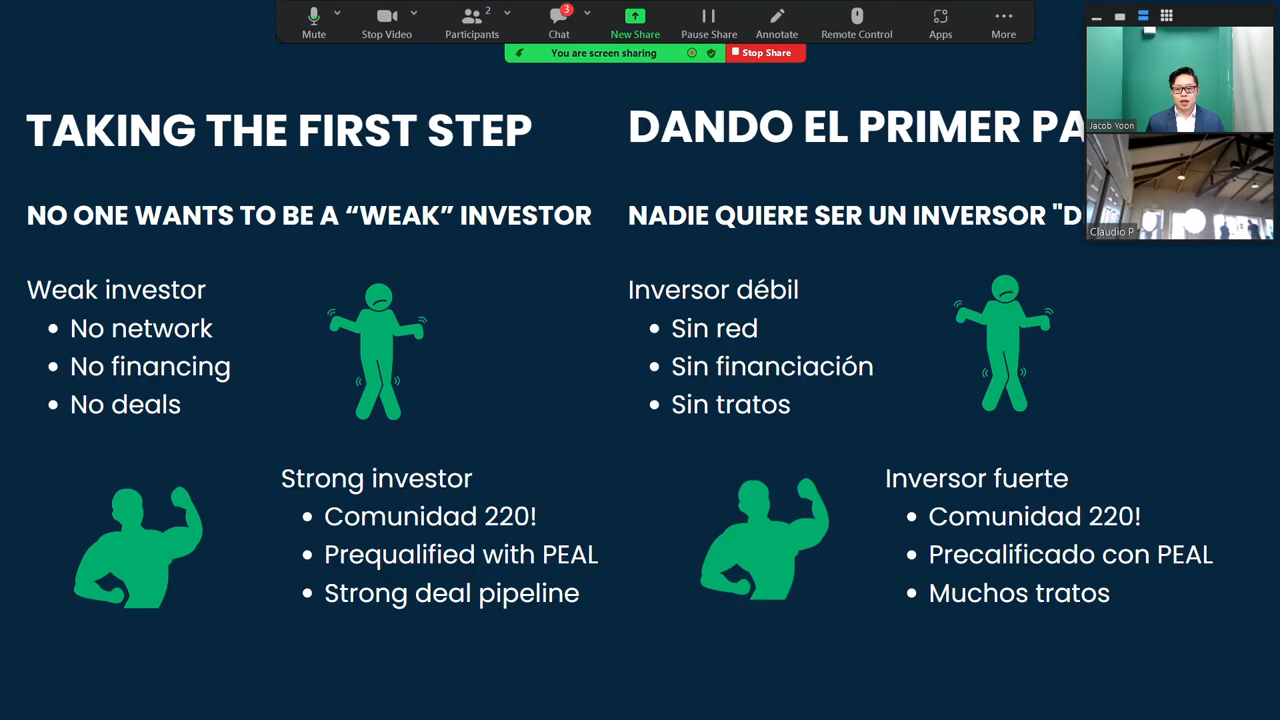 Mute
Stop Video
Participants
2
Chat
3
New Share
Pause Share
Annotate
Remote Control
Apps
More
You are screen sharing
Stop Share
Jacob Yoon
Claudio P
TAKING THE FIRST STEP
NO ONE WANTS TO BE A “WEAK” INVESTOR
Weak investor
• No network
• No financing
• No deals
Strong investor
• Comunidad 220!
• Prequalified with PEAL
• Strong deal pipeline
DANDO EL PRIMER PA
NADIE QUIERE SER UN INVERSOR "D
Inversor débil
• Sin red
• Sin financiación
• Sin tratos
Inversor fuerte
• Comunidad 220!
• Precalificado con PEAL
• Muchos tratos